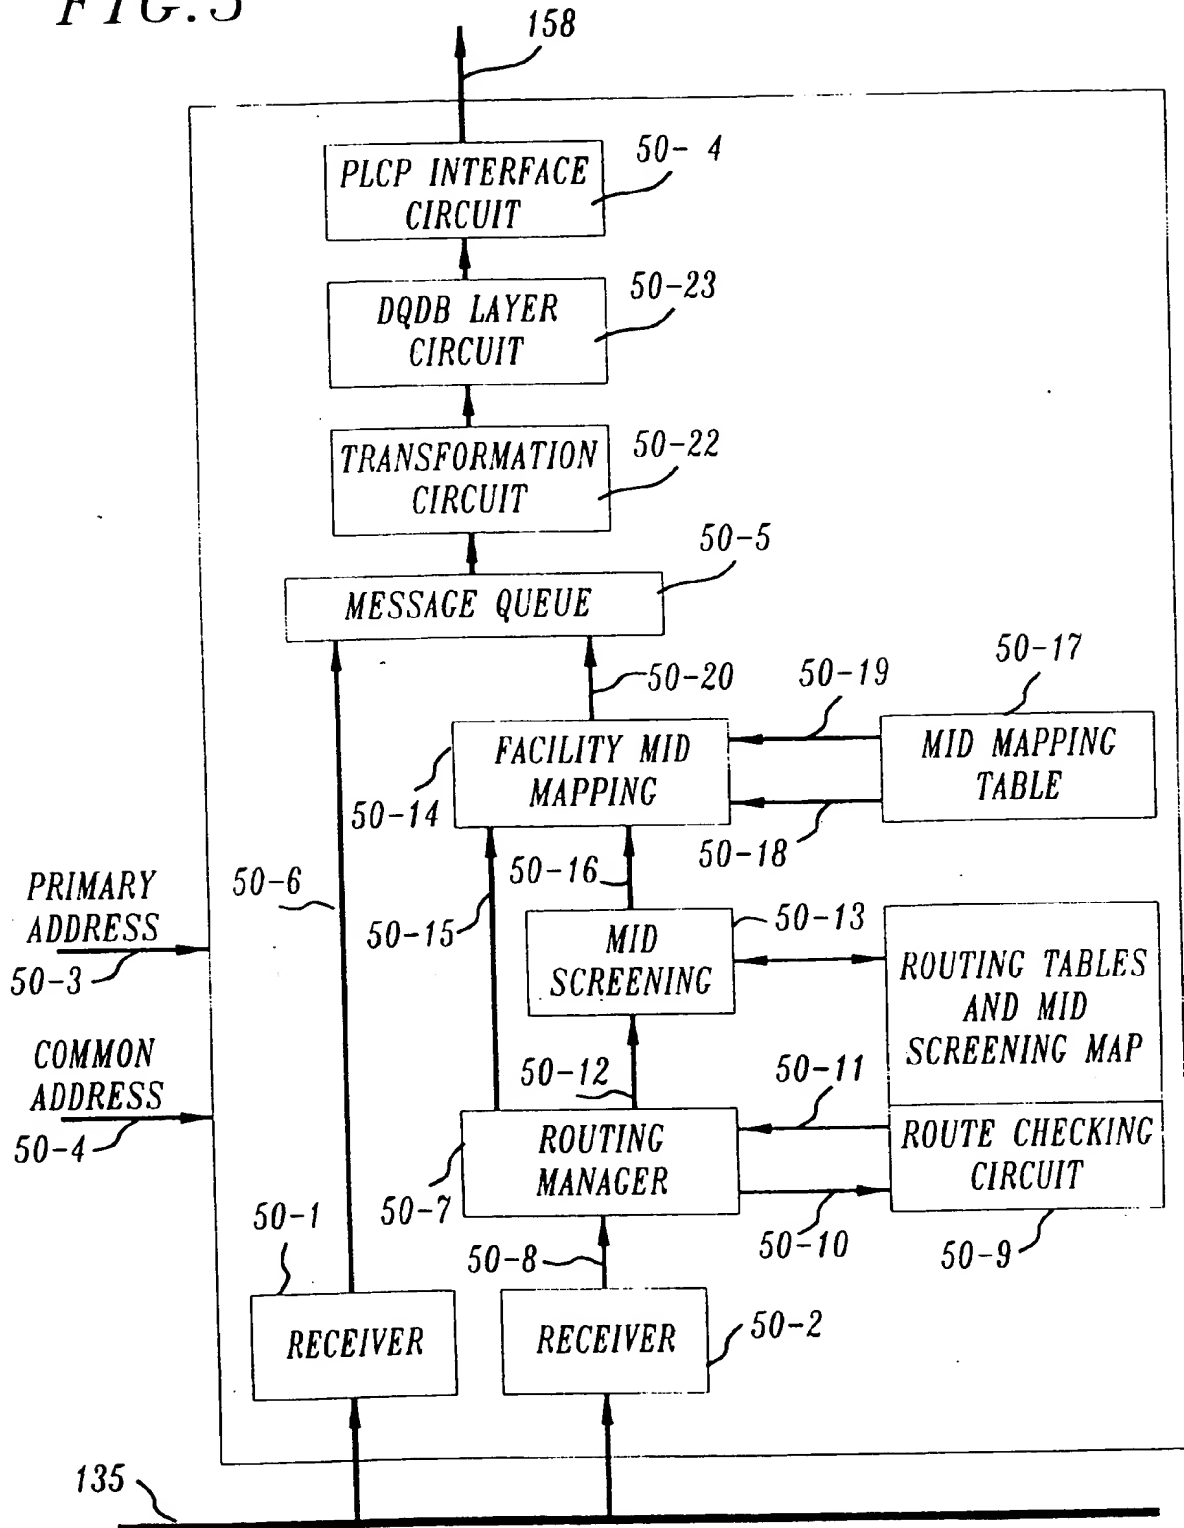 FIG. 5
158
PLCP INTERFACE
CIRCUIT
50- 4
DQDB LAYER
CIRCUIT
50-23
TRANSFORMATION
CIRCUIT
50-22
MESSAGE QUEUE
50-5
50-20
50-19
50-17
FACILITY MID
MAPPING
MID MAPPING
TABLE
50-14
50-18
50-6
50-16
50-15
50-13
PRIMARY
ADDRESS
50-3
MID
SCREENING
ROUTING TABLES
AND MID
SCREENING MAP
COMMON
ADDRESS
50-4
50-12
50-11
ROUTING
MANAGER
ROUTE CHECKING
CIRCUIT
50-7
50-1
50-8
50-10
50-9
RECEIVER
RECEIVER
50-2
135